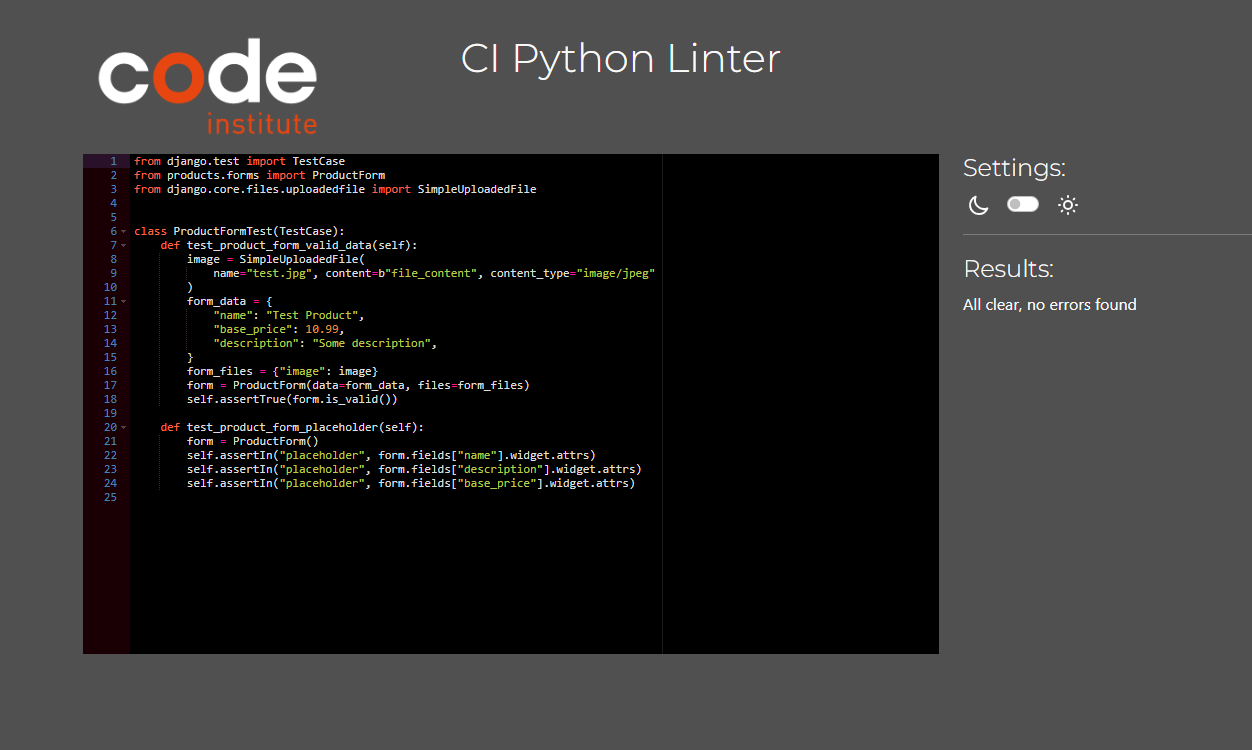 code
institute
CI Python Linter
1 from django.test import TestCase
2 from products.forms import ProductForm
3 from django.core.files.uploadedfile import SimpleUploadedFile
4
5
6 class ProductFormTest(TestCase):
7     def test_product_form_valid_data(self):
8         image = SimpleUploadedFile(
9             name="test.jpg", content=b"file_content", content_type="image/jpeg"
10         )
11         form_data = {
12             "name": "Test Product",
13             "base_price": 10.99,
14             "description": "Some description",
15         }
16         form_files = {"image": image}
17         form = ProductForm(data=form_data, files=form_files)
18         self.assertTrue(form.is_valid())
19
20     def test_product_form_placeholder(self):
21         form = ProductForm()
22         self.assertIn("placeholder", form.fields["name"].widget.attrs)
23         self.assertIn("placeholder", form.fields["description"].widget.attrs)
24         self.assertIn("placeholder", form.fields["base_price"].widget.attrs)
25
Settings:
Results:
All clear, no errors found